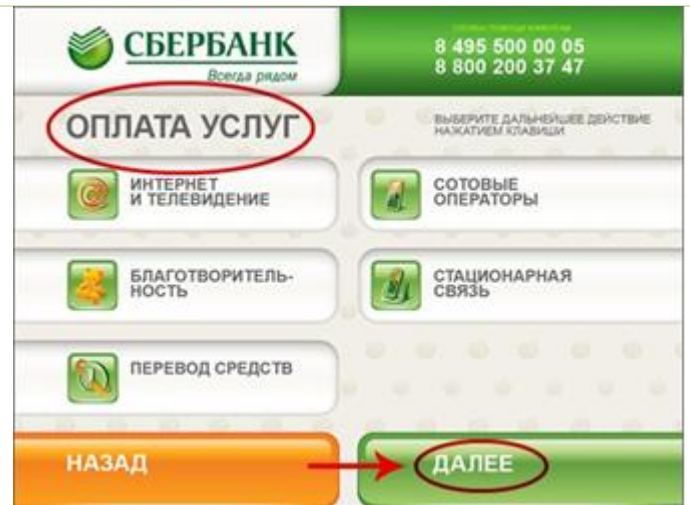 СБЕРБАНК
Всегда рядом
8 495 500 00 05
8 800 200 37 47
ОПЛАТА УСЛУГ
ВЫБЕРИТЕ ДАЛЬНЕЙШЕЕ ДЕЙСТВИЕ
НАЖАТИЕМ КЛАВИШИ
ИНТЕРНЕТ
И ТЕЛЕВИДЕНИЕ
СОТОВЫЕ
ОПЕРАТОРЫ
БЛАГОТВОРИТЕЛЬ-
НОСТЬ
СТАЦИОНАРНАЯ
СВЯЗЬ
ПЕРЕВОД СРЕДСТВ
НАЗАД
ДАЛЕЕ